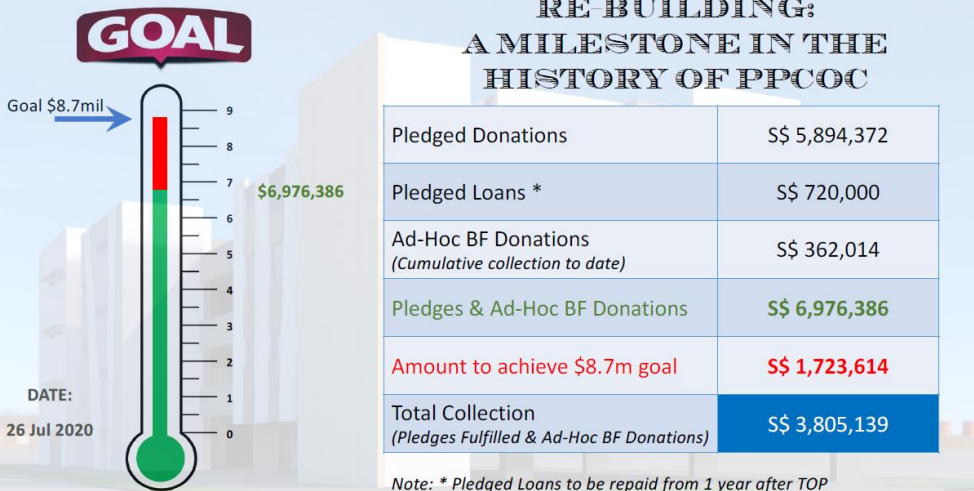 GOAL
RE-BUILDING:
A MILESTONE IN THE
HISTORY OF PPCOC
Goal $8.7mil
9
8
7
6
5
4
3
2
1
0
$6,976,386
DATE:
26 Jul 2020
Pledged Donations S$ 5,894,372
Pledged Loans * S$ 720,000
Ad-Hoc BF Donations
(Cumulative collection to date) S$ 362,014
Pledges & Ad-Hoc BF Donations S$ 6,976,386
Amount to achieve $8.7m goal S$ 1,723,614
Total Collection
(Pledges Fulfilled & Ad-Hoc BF Donations) S$ 3,805,139
Note: * Pledged Loans to be repaid from 1 year after TOP